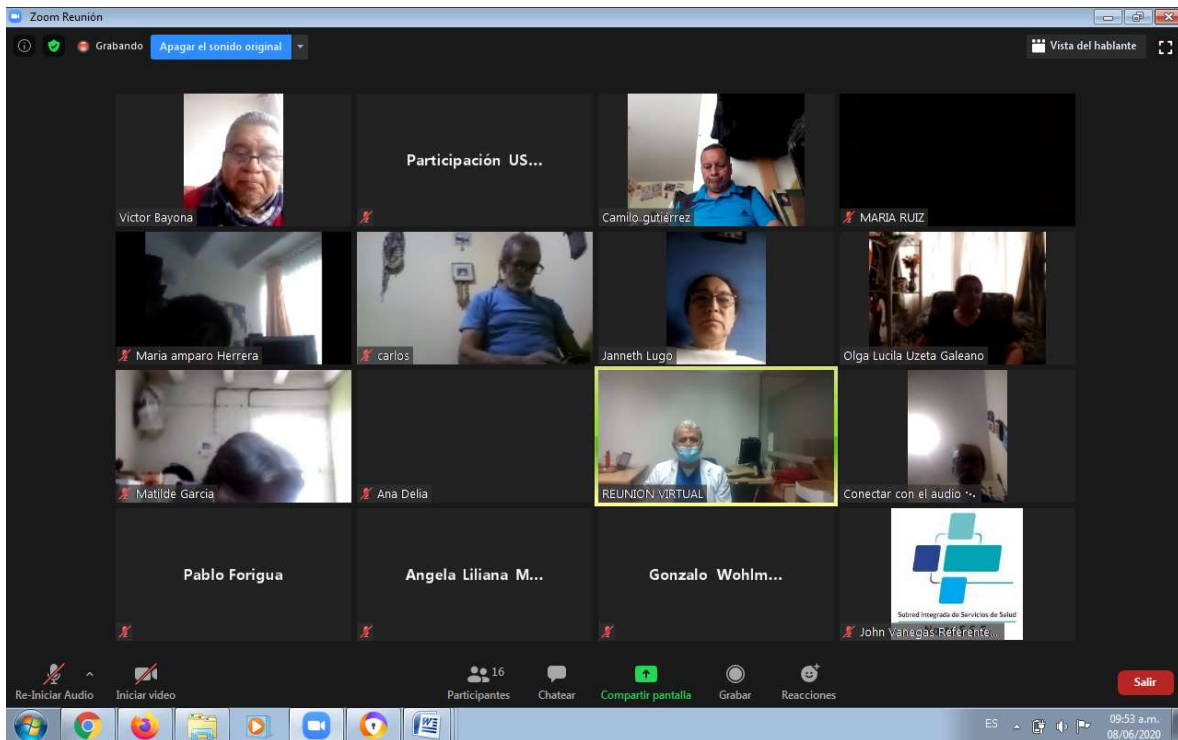 Zoom Reunión
Grabando
Apagar el sonido original
Vista del hablante
Victor Bayona
Participación US...
Camilo gutiérrez
MARIA RUIZ
Maria amparo Herrera
carlos
Janneth Lugo
Olga Lucila Uzeta Galeano
Matilde Garcia
Ana Delia
REUNION VIRTUAL
Conectar con el audio ·.
Pablo Forigua
Angela Liliana M...
Gonzalo Wohlm...
Subred Integrada de Servicios de Salud
John Vanegas Referente...
Re-Iniciar Audio
Iniciar video
16
Participantes
Chatear
Compartir pantalla
Grabar
Reacciones
Salir
ES
09:53 a.m.
08/06/2020